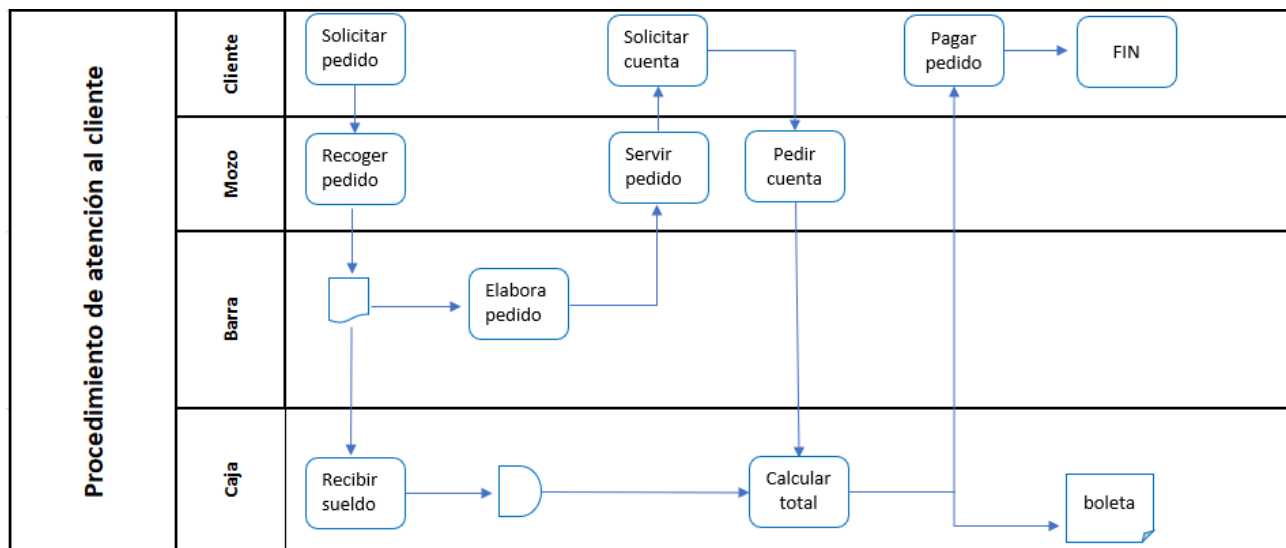 Procedimiento de atención al cliente
Cliente
Solicitar
pedido
Solicitar
cuenta
Pagar
pedido
FIN
Mozo
Recoger
pedido
Servir
pedido
Pedir
cuenta
Barra
Elabora
pedido
Caja
Recibir
sueldo
Calcular
total
boleta